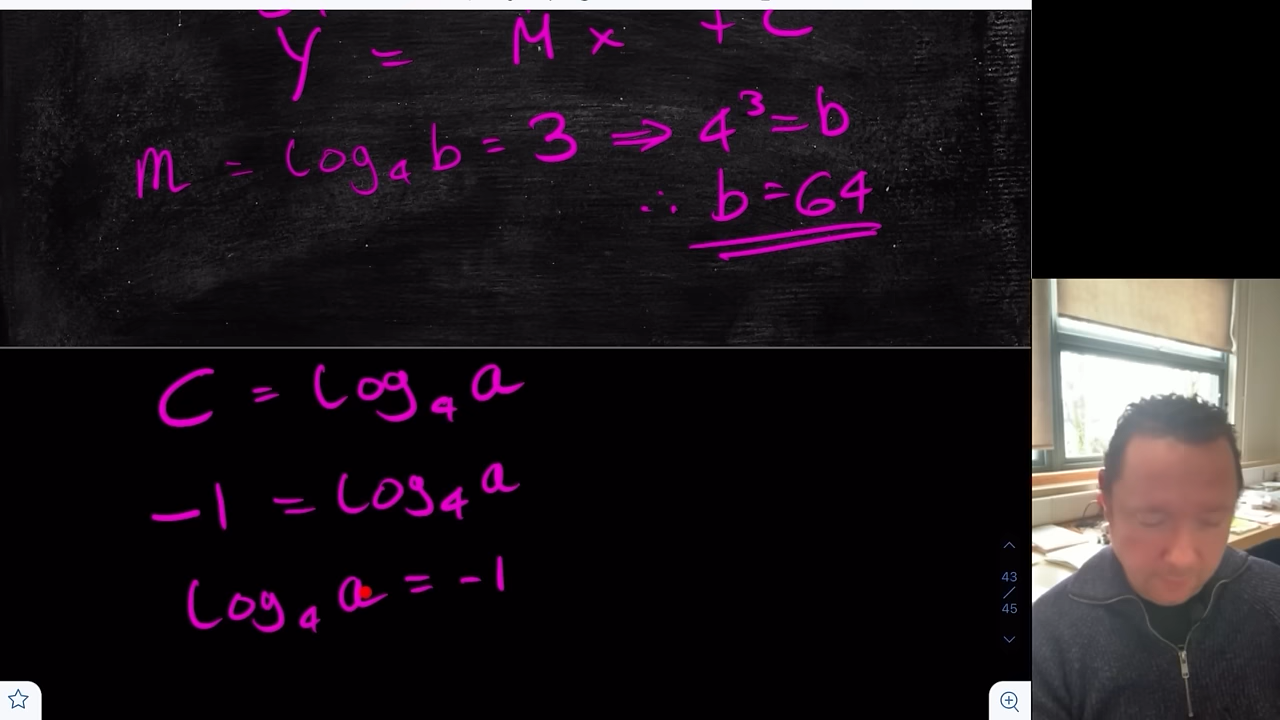 y = Mx + C
m = log₄ b = 3 ⇒ 4³ = b
∴ b = 64
C = log₄ a
-1 = log₄ a
log₄ a = -1
43
/
45